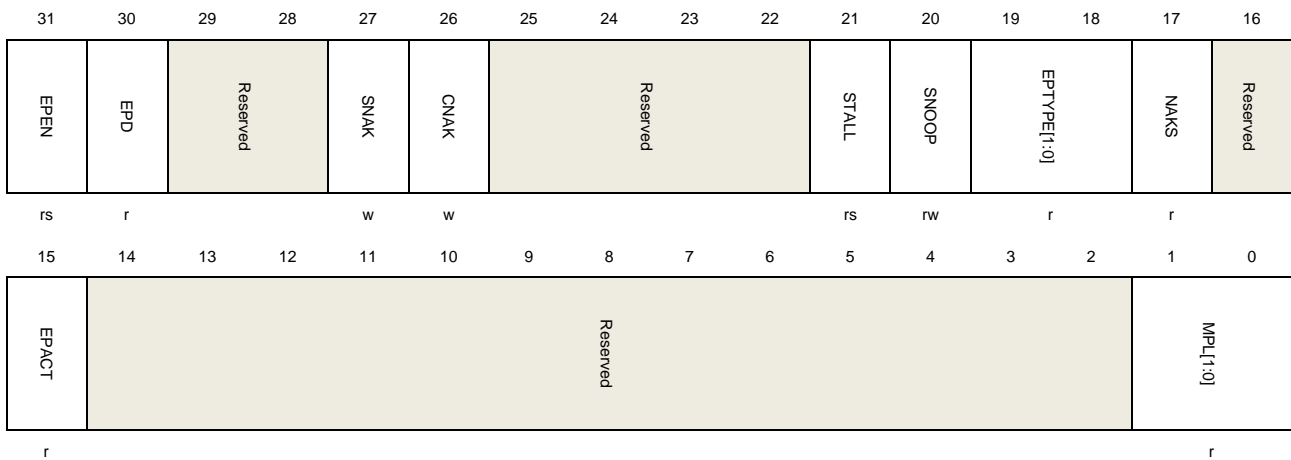 31 30 29 28 27 26 25 24 23 22 21 20 19 18 17 16
EPEN EPD Reserved SNAK CNAK Reserved STALL SNOOP EPTYPE[1:0] NAKS Reserved
rs r w w rs rw r r
15 14 13 12 11 10 9 8 7 6 5 4 3 2 1 0
EPACT Reserved MPL[1:0]
r r